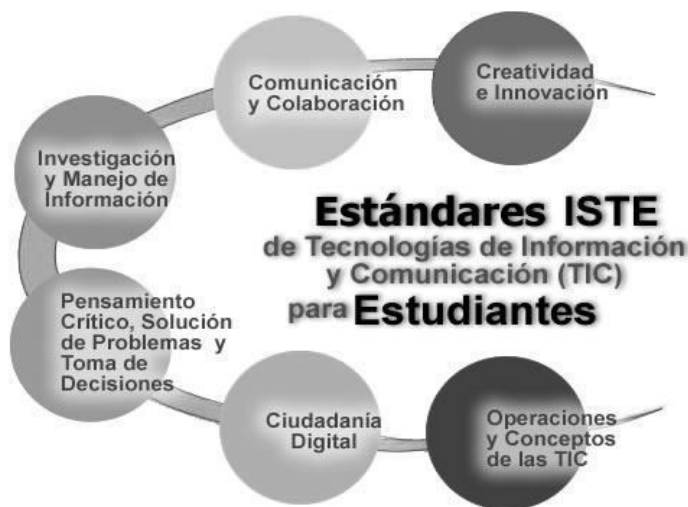 Comunicación
y Colaboración
Creatividad
e Innovación
Investigación
y Manejo de
Información
Estándares ISTE
de Tecnologías de Información
y Comunicación (TIC)
para Estudiantes
Pensamiento
Crítico, Solución
de Problemas y
Toma de
Decisiones
Ciudadanía
Digital
Operaciones
y Conceptos
de las TIC